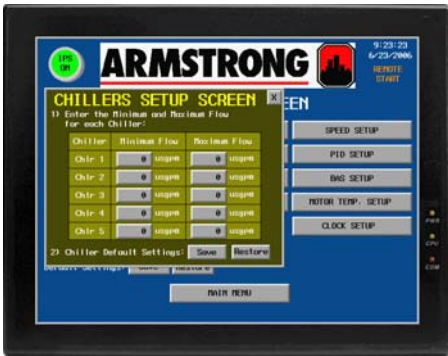 IPS
ON
ARMSTRONG
9:23:23
6/23/2006
REMOTE
START
CHILLERS SETUP SCREEN X
EEN
1) Enter the Minimum and Maximum Flow
for each Chiller:
Chiller Minimum Flow Maximum Flow
Chlr 1 0 usgpm 0 usgpm
Chlr 2 0 usgpm 0 usgpm
Chlr 3 0 usgpm 0 usgpm
Chlr 4 0 usgpm 0 usgpm
Chlr 5 0 usgpm 0 usgpm
2) Chiller Default Settings: Save Restore
SPEED SETUP
PID SETUP
BAS SETUP
MOTOR TEMP. SETUP
CLOCK SETUP
Default Settings: Save Restore
MAIN MENU
PWR
CPU
COM